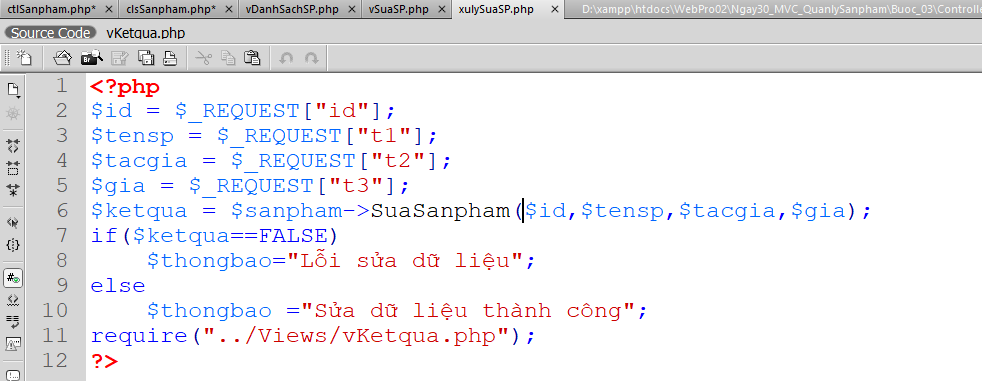 ctlSanpham.php* × clsSanpham.php* × vDanhSachSP.php × vSuaSP.php × xulySuaSP.php × D:\xampp\htdocs\WebPro02\Ngay30_MVC_QuanlySanpham\Buoc_03\Controller
Source Code vKetqua.php
1 <?php
2 $id = $_REQUEST["id"];
3 $tensp = $_REQUEST["t1"];
4 $tacgia = $_REQUEST["t2"];
5 $gia = $_REQUEST["t3"];
6 $ketqua = $sanpham->SuaSanpham($id,$tensp,$tacgia,$gia);
7 if($ketqua==FALSE)
8 $thongbao="Lỗi sửa dữ liệu";
9 else
10 $thongbao ="Sửa dữ liệu thành công";
11 require("../Views/vKetqua.php");
12 ?>